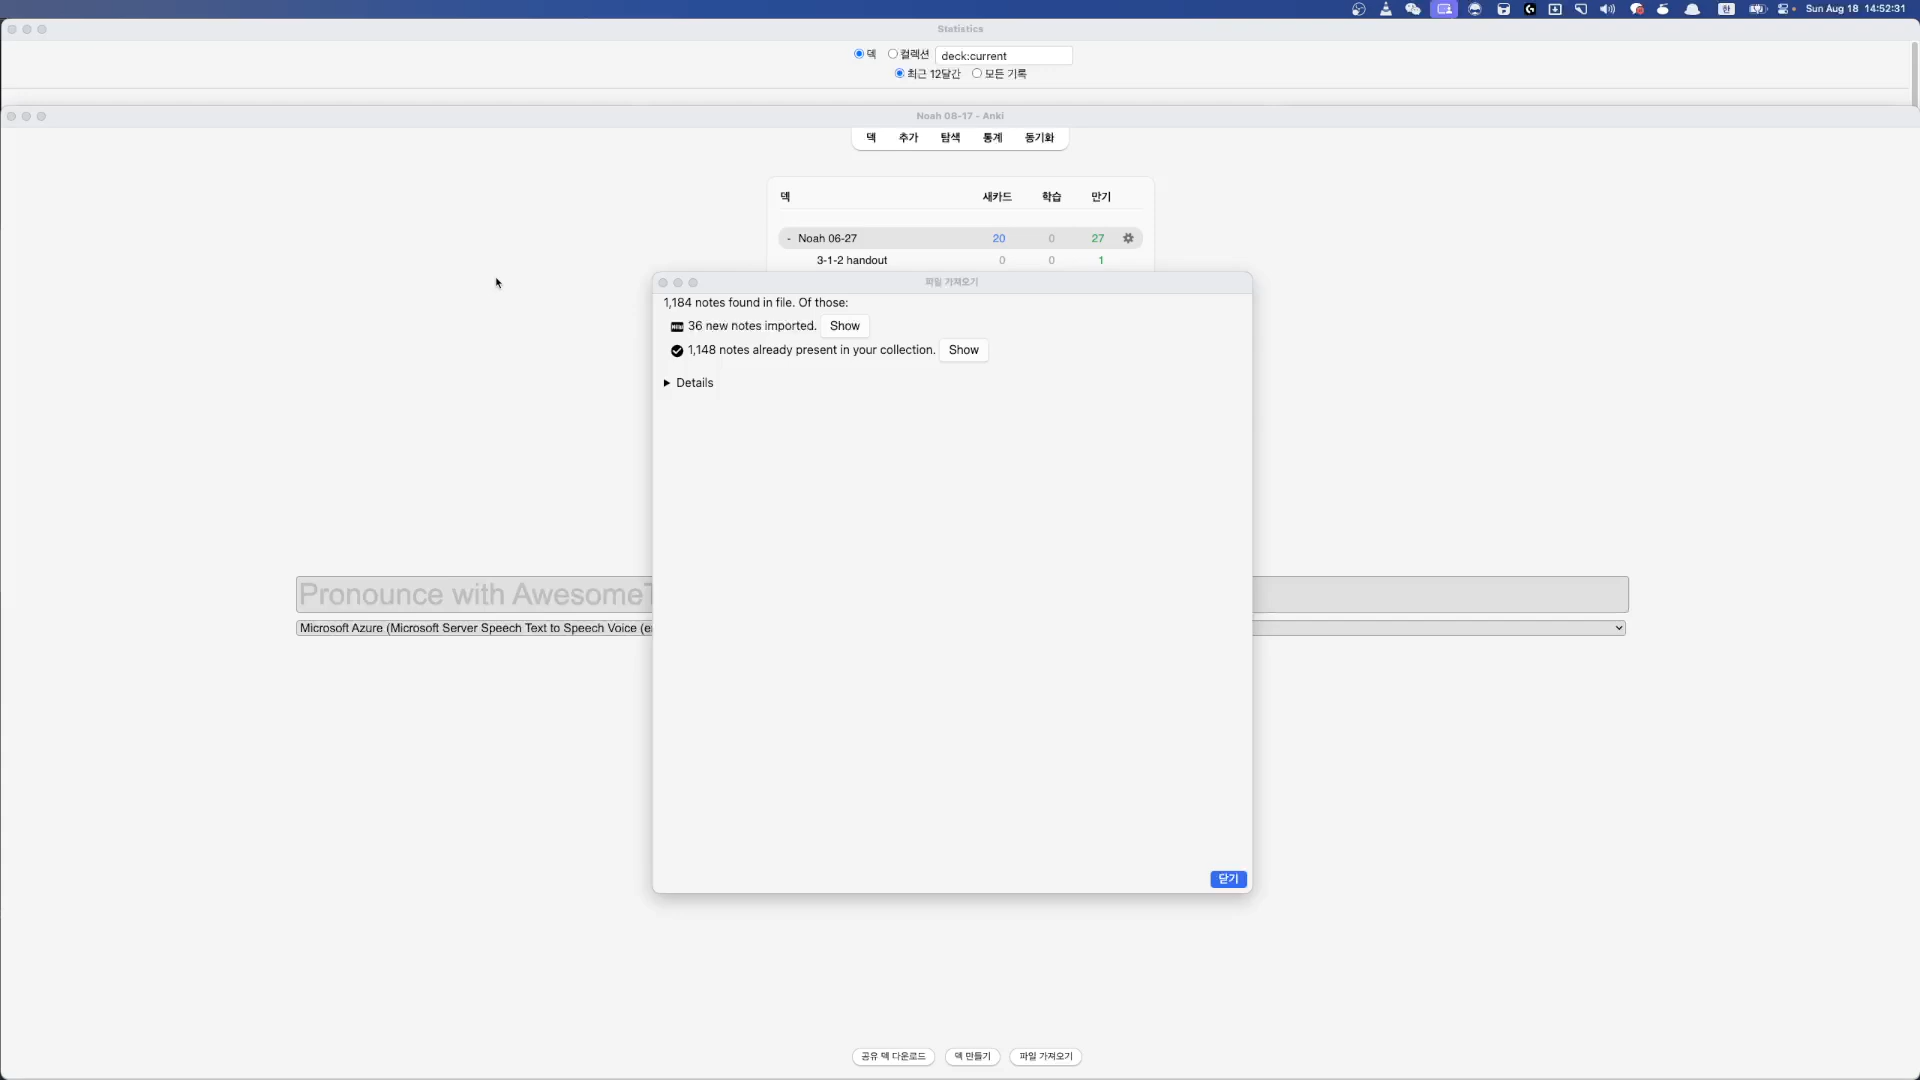 Sun Aug 18 14:52:31
한
Statistics
덱 컬렉션 deck:current
최근 12달간 모든 기록
Noah 08-17 - Anki
덱 추가 탐색 통계 동기화
덱 새카드 학습 만기
- Noah 06-27 20 0 27
3-1-2 handout 0 0 1
파일 가져오기
1,184 notes found in file. Of those:
36 new notes imported. Show
1,148 notes already present in your collection. Show
Details
Pronounce with Awesome
Microsoft Azure (Microsoft Server Speech Text to Speech Voice (e
닫기
공유 덱 다운로드 덱 만들기 파일 가져오기